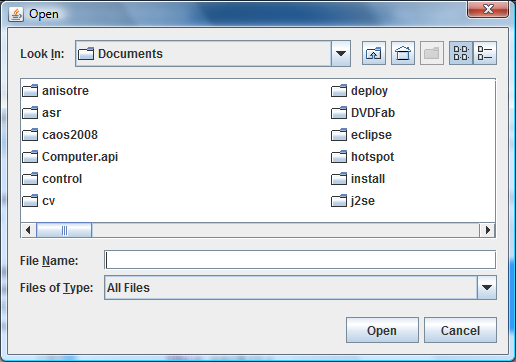 Open
Look In: Documents
anisotre deploy
asr DVDFab
caos2008 eclipse
Computer.api hotspot
control install
cv j2se
File Name:
Files of Type: All Files
Open Cancel